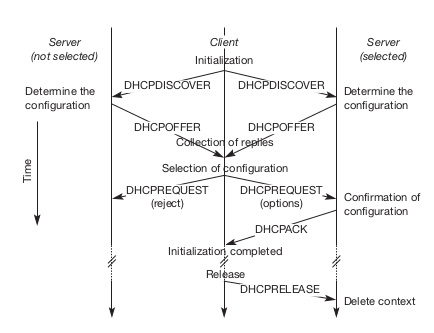 Server
(not selected)
Client
Server
(selected)
Initialization
DHCPDISCOVER
DHCPDISCOVER
Determine the
configuration
Determine the
configuration
DHCPOFFER
DHCPOFFER
Collection of replies
Selection of configuration
Time
DHCPREQUEST
(reject)
DHCPREQUEST
(options)
Confirmation of
configuration
DHCPACK
Initialization completed
Release
DHCPRELEASE
Delete context